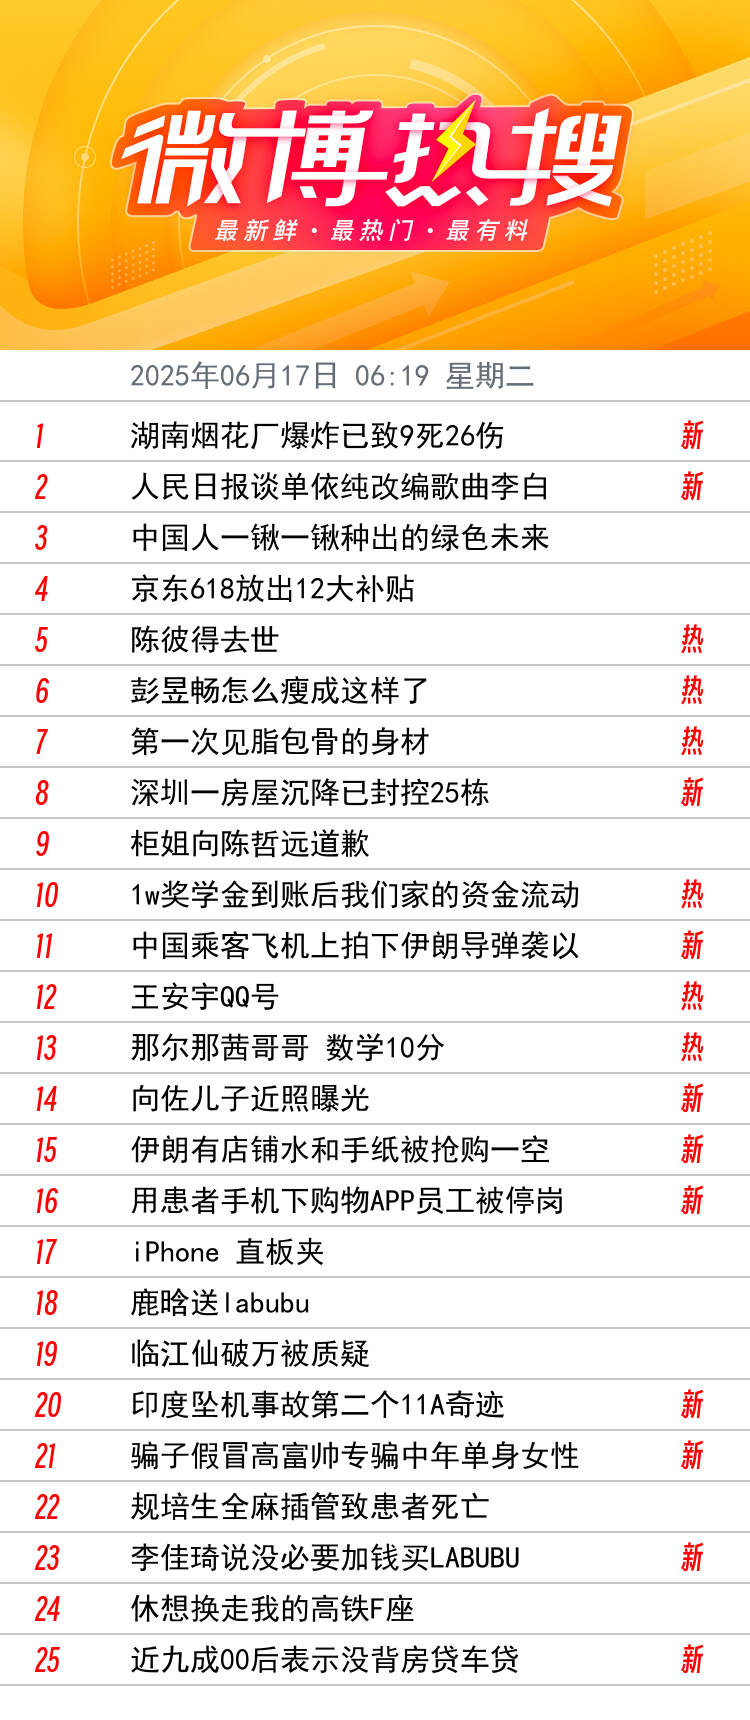 微博热搜
最新鲜·最热门·最有料
2025年06月17日 06:19 星期二
1 湖南烟花厂爆炸已致9死26伤 新
2 人民日报谈单依纯改编歌曲李白 新
3 中国人一锹一锹种出的绿色未来
4 京东618放出12大补贴
5 陈彼得去世 热
6 彭昱畅怎么瘦成这样了 热
7 第一次见脂包骨的身材 热
8 深圳一房屋沉降已封控25栋 新
9 柜姐向陈哲远道歉
10 1w奖学金到账后我们家的资金流动 热
11 中国乘客飞机上拍下伊朗导弹袭以 新
12 王安宇QQ号 热
13 那尔那茜哥哥 数学10分 热
14 向佐儿子近照曝光 新
15 伊朗有店铺水和手纸被抢购一空 新
16 用患者手机下购物APP员工被停岗 新
17 iPhone 直板夹
18 鹿晗送labubu
19 临江仙破万被质疑
20 印度坠机事故第二个11A奇迹 新
21 骗子假冒高富帅专骗中年单身女性 新
22 规培生全麻插管致患者死亡
23 李佳琦说没必要加钱买LABUBU 新
24 休想换走我的高铁F座
25 近九成00后表示没背房贷车贷 新